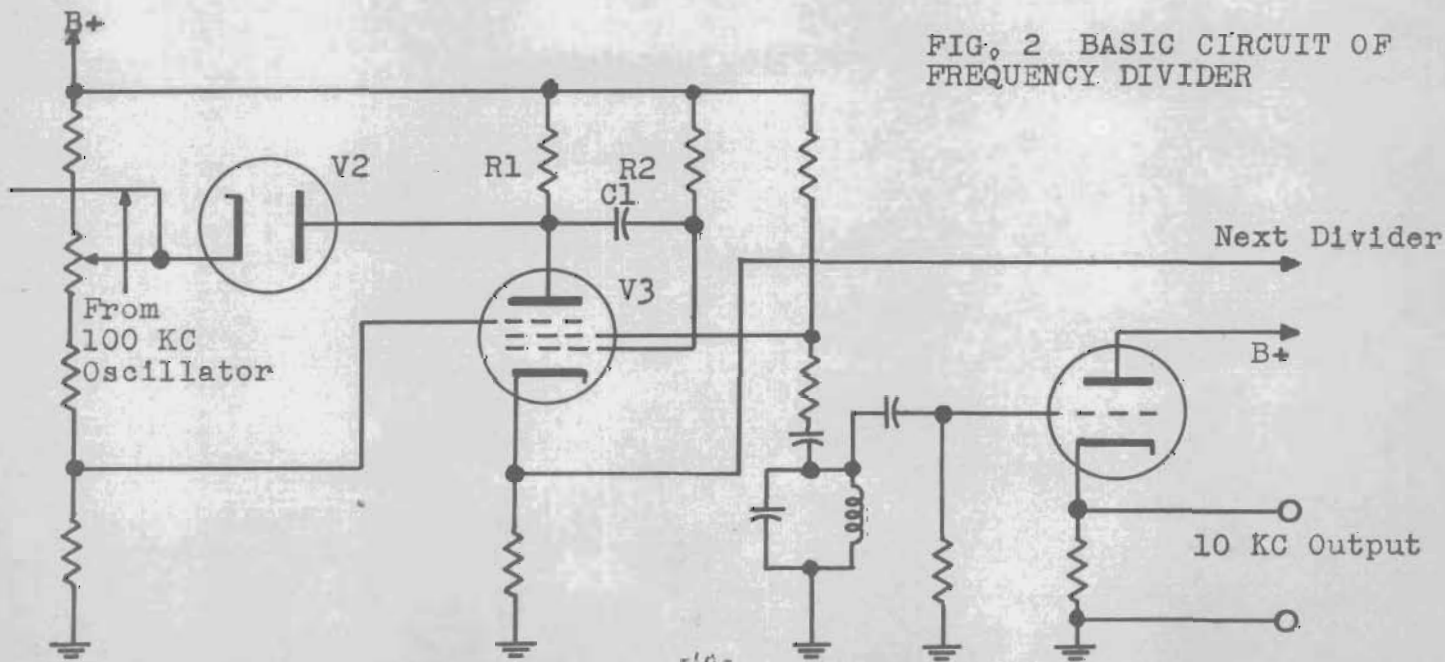 B+
FIG. 2 BASIC CIRCUIT OF
FREQUENCY DIVIDER
V2
R1
R2
C1
Next Divider
V3
From
100 KC
Oscillator
B+
10 KC Output